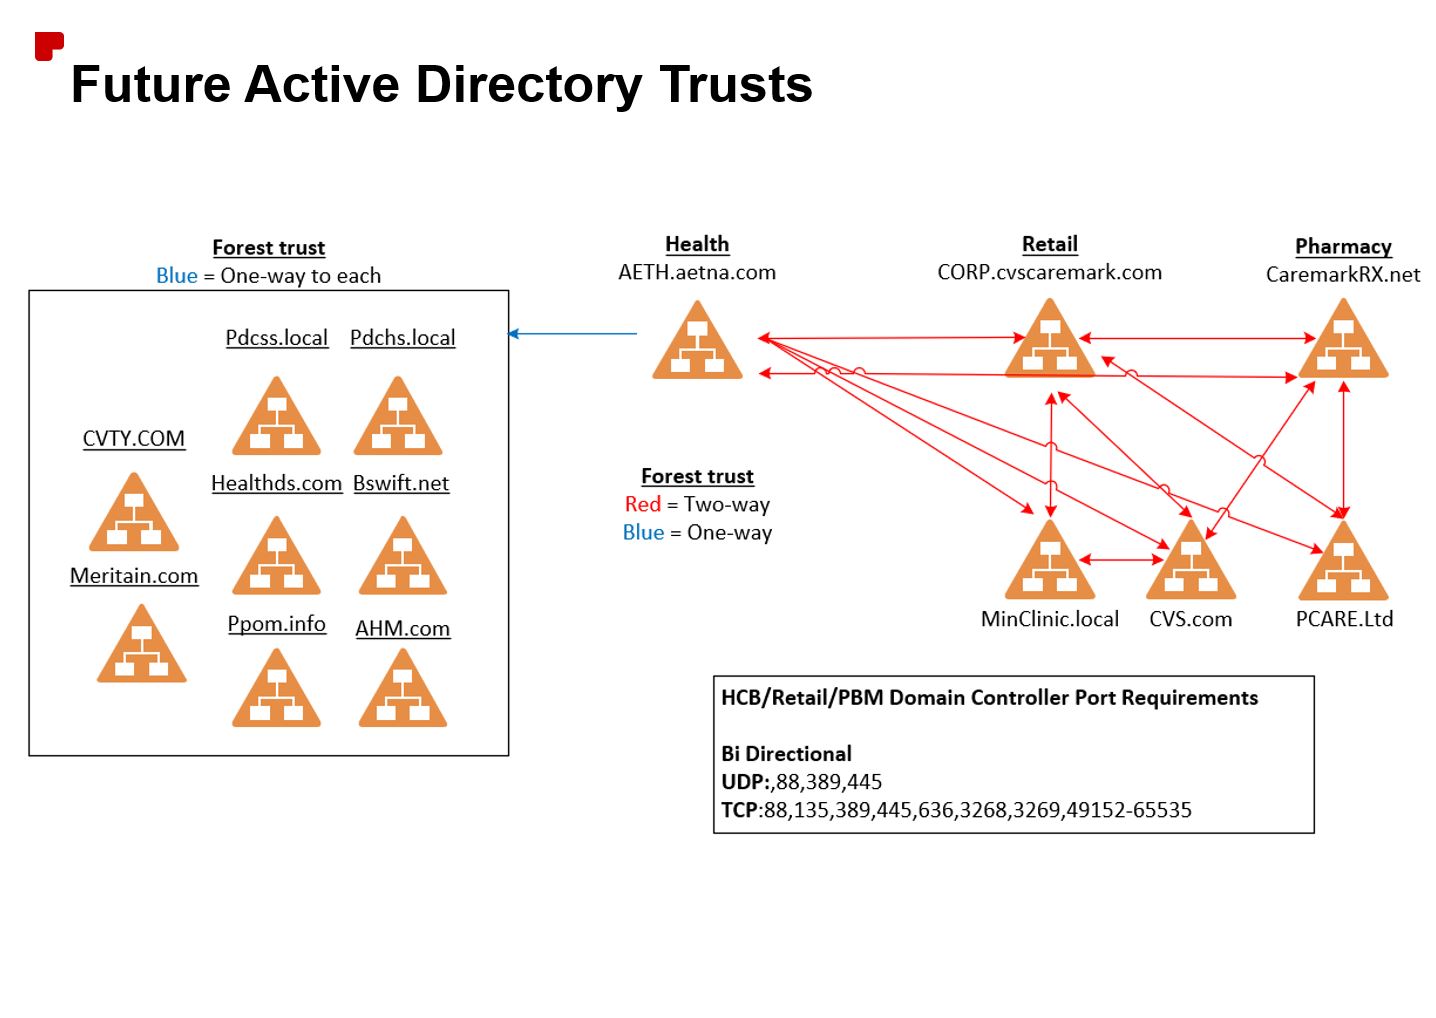 Future Active Directory Trusts
Forest trust
Blue = One-way to each
Health
AETH.aetna.com
Retail
CORP.cvscaremark.com
Pharmacy
CaremarkRX.net
Pdcss.local
Pdchs.local
CVTY.COM
Healthds.com
Bswift.net
Meritain.com
Ppom.info
AHM.com
Forest trust
Red = Two-way
Blue = One-way
MinClinic.local
CVS.com
PCARE.Ltd
HCB/Retail/PBM Domain Controller Port Requirements
Bi Directional
UDP:,88,389,445
TCP:88,135,389,445,636,3268,3269,49152-65535